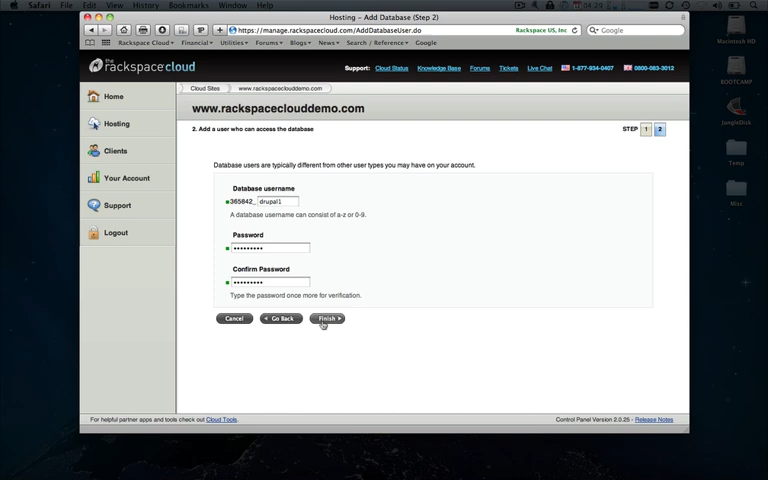 Safari File Edit View History Bookmarks Window Help
Hosting – Add Database (Step 2)
https://manage.rackspacecloud.com/AddDatabaseUser.do Rackspace US, Inc Google
Rackspace Cloud Financial Utilities Forums Blogs News Search / Reference Google
Macintosh HD
the rackspacecloud
Support: Cloud Status Knowledge Base Forums Tickets Live Chat 1-877-934-0407 0800-083-3012
BOOTCAMP
Home
Cloud Sites www.rackspaceclouddemo.com
www.rackspaceclouddemo.com
Hosting
JungleDisk
2. Add a user who can access the database STEP 1 2
Clients
Temp
Database users are typically different from other user types you may have on your account.
Your Account
Database username
365842_ drupal1
Misc
Support
A database username can consist of a-z or 0-9.
Logout
Password
Confirm Password
Type the password once more for verification.
Cancel Go Back Finish
For helpful partner apps and tools check out Cloud Tools. Control Panel Version 2.0.25 - Release Notes